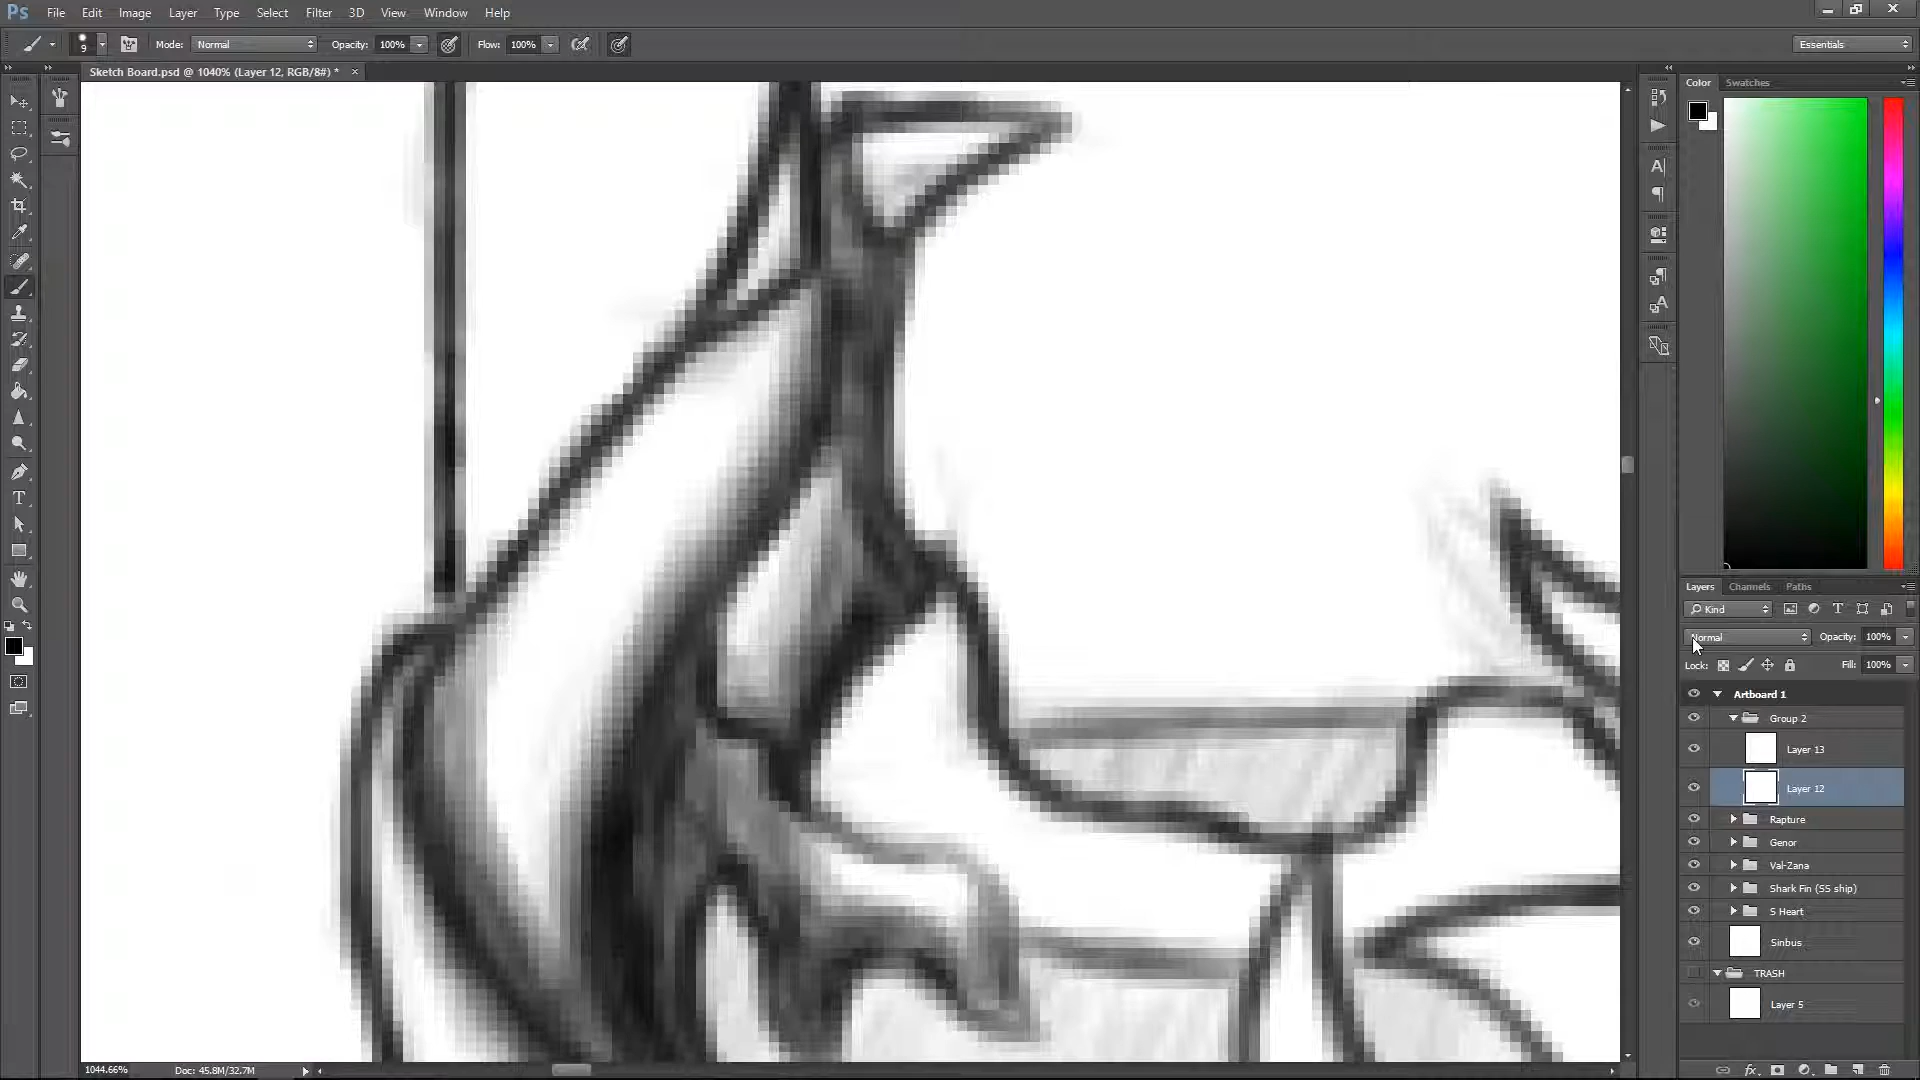 Ps File Edit Image Layer Type Select Filter 3D View Window Help
9 Mode: Normal Opacity: 100% Flow: 100% Essentials
Sketch Board.psd @ 1040% (Layer 12, RGB/8#) *
Color Swatches
Layers Channels Paths
Kind
Normal Opacity: 100%
Lock: Fill: 100%
Artboard 1
Group 2
Layer 13
Layer 12
Rapture
Genor
Val-Zana
Shark Fin (SS ship)
S Heart
Sinbus
TRASH
Layer 5
1044.66% Doc: 45.8M/32.7M